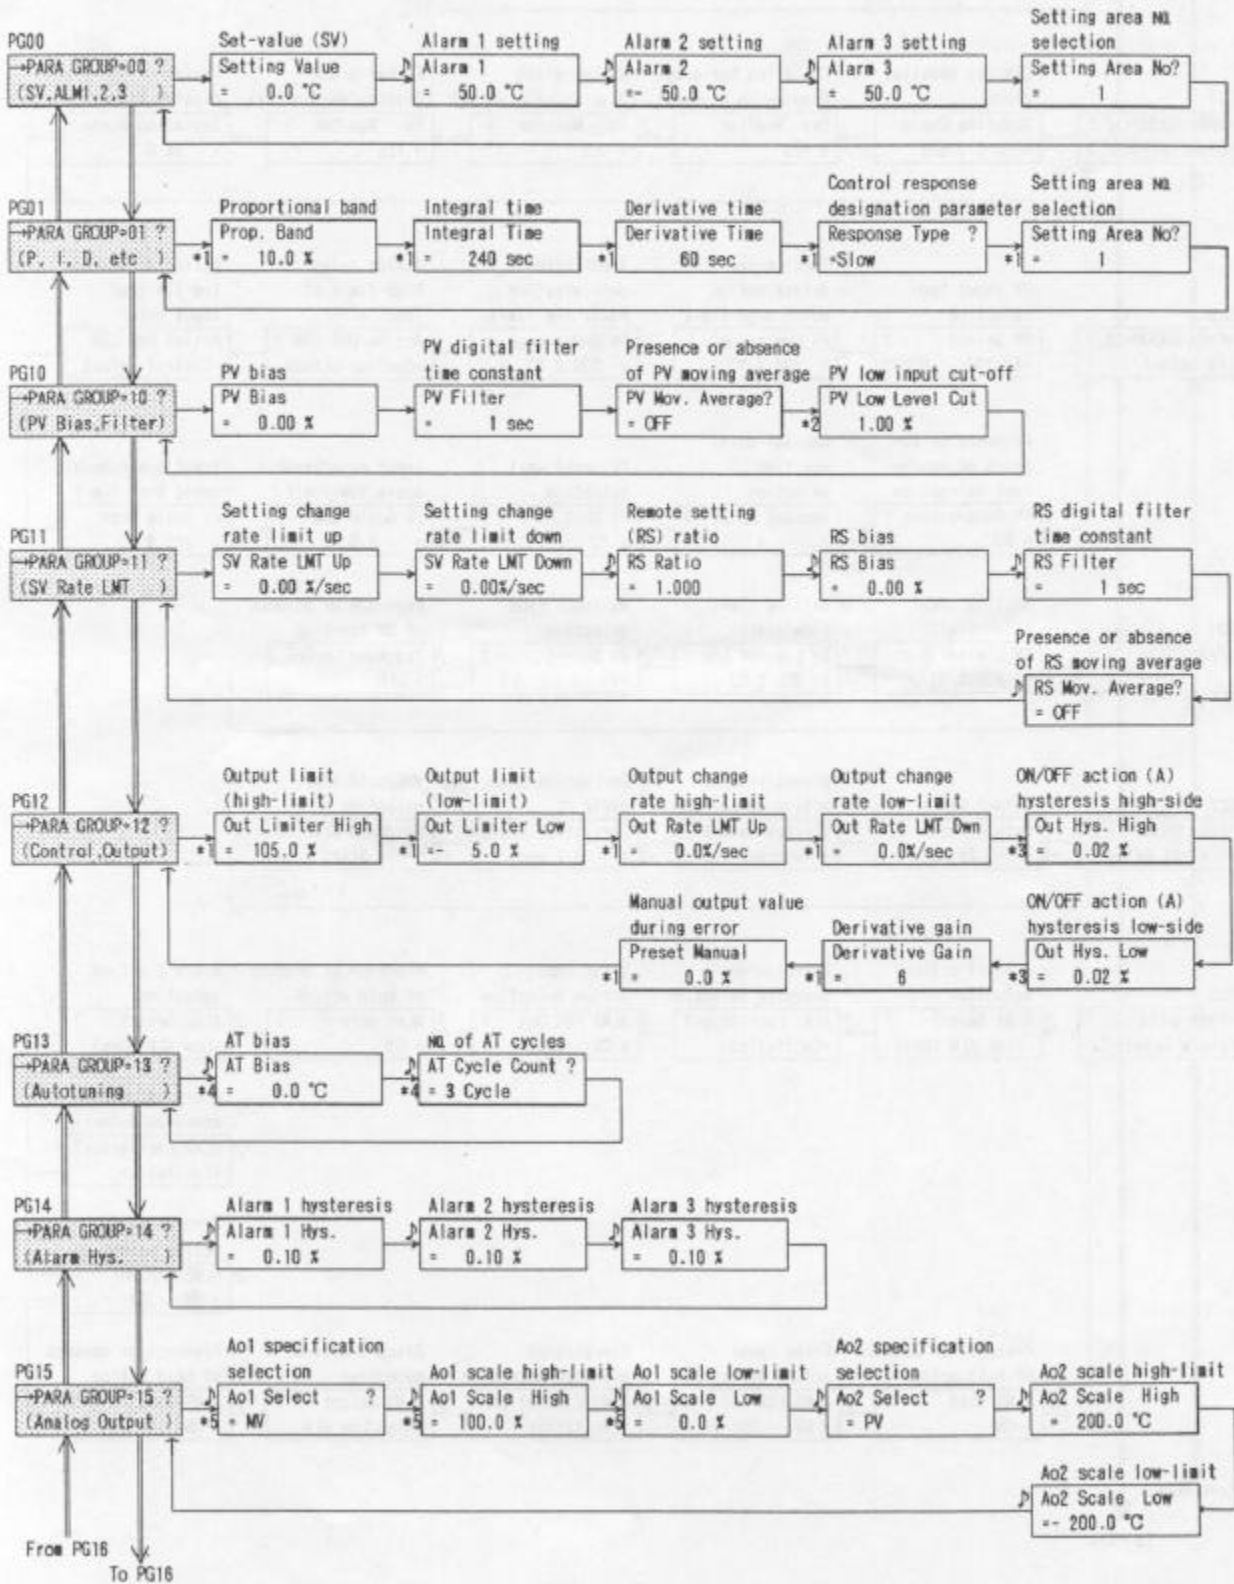 PG00
→PARA GROUP=00 ?
(SV,ALM1,2,3 )
Set-value (SV)
Setting Value
= 0.0 °C
Alarm 1 setting
♪ Alarm 1
= 50.0 °C
Alarm 2 setting
♪ Alarm 2
=- 50.0 °C
Alarm 3 setting
♪ Alarm 3
= 50.0 °C
Setting area NO.
selection
Setting Area No?
= 1
PG01
→PARA GROUP=01 ?
(P, I, D, etc )
Proportional band
Prop. Band
*1 = 10.0 %
Integral time
Integral Time
*1 = 240 sec
Derivative time
Derivative Time
*1 = 60 sec
Control response
designation parameter
Response Type ?
*1 =Slow
Setting area NO.
selection
Setting Area No?
*1 = 1
PG10
→PARA GROUP=10 ?
(PV Bias,Filter)
PV bias
PV Bias
= 0.00 %
PV digital filter
time constant
PV Filter
= 1 sec
Presence or absence
of PV moving average
PV Mov. Average?
= OFF
PV low input cut-off
PV Low Level Cut
*2 1.00 %
PG11
→PARA GROUP=11 ?
(SV Rate LMT )
Setting change
rate limit up
SV Rate LMT Up
= 0.00 %/sec
Setting change
rate limit down
SV Rate LMT Down
= 0.00%/sec
Remote setting
(RS) ratio
♪ RS Ratio
= 1.000
RS bias
♪ RS Bias
= 0.00 %
RS digital filter
time constant
♪ RS Filter
= 1 sec
Presence or absence
of RS moving average
♪ RS Mov. Average?
= OFF
PG12
→PARA GROUP=12 ?
(Control,Output)
Output limit
(high-limit)
Out Limiter High
*1 = 105.0 %
Output limit
(low-limit)
Out Limiter Low
*1 =- 5.0 %
Output change
rate high-limit
Out Rate LMT Up
*1 = 0.0%/sec
Output change
rate low-limit
Out Rate LMT Dwn
*1 = 0.0%/sec
ON/OFF action (A)
hysteresis high-side
Out Hys. High
*3 = 0.02 %
Manual output value
during error
Preset Manual
*1 = 0.0 %
Derivative gain
Derivative Gain
*1 = 6
ON/OFF action (A)
hysteresis low-side
Out Hys. Low
*3 = 0.02 %
PG13
→PARA GROUP=13 ?
(Autotuning )
AT bias
♪ AT Bias
*4 = 0.0 °C
NO. of AT cycles
♪ AT Cycle Count ?
*4 = 3 Cycle
PG14
→PARA GROUP=14 ?
(Alarm Hys. )
Alarm 1 hysteresis
♪ Alarm 1 Hys.
= 0.10 %
Alarm 2 hysteresis
♪ Alarm 2 Hys.
= 0.10 %
Alarm 3 hysteresis
♪ Alarm 3 Hys.
= 0.10 %
PG15
→PARA GROUP=15 ?
(Analog Output )
Ao1 specification
selection
♪ Ao1 Select ?
*5 = MV
Ao1 scale high-limit
♪ Ao1 Scale High
*5 = 100.0 %
Ao1 scale low-limit
♪ Ao1 Scale Low
*5 = 0.0 %
Ao2 specification
selection
♪ Ao2 Select ?
= PV
Ao2 scale high-limit
♪ Ao2 Scale High
= 200.0 °C
Ao2 scale low-limit
♪ Ao2 Scale Low
=- 200.0 °C
From PG16
To PG16